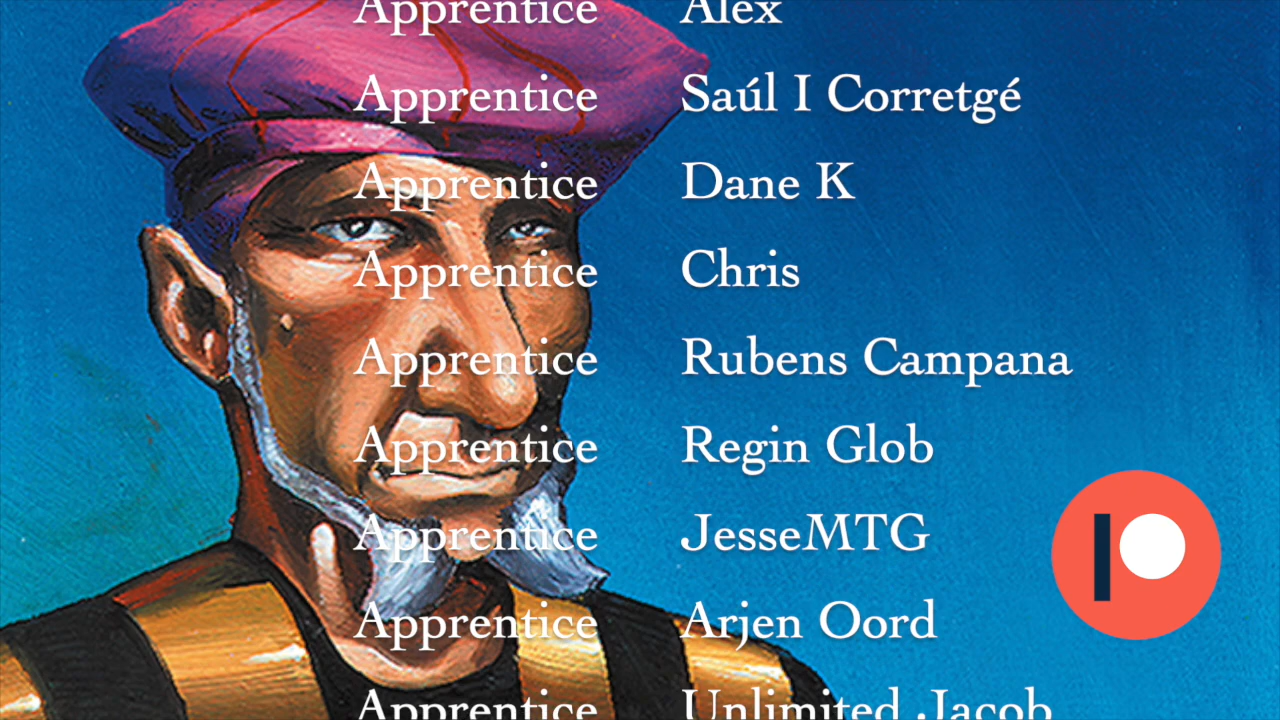 Apprentice Alex
Apprentice Saúl I Corretgé
Apprentice Dane K
Apprentice Chris
Apprentice Rubens Campana
Apprentice Regin Glob
Apprentice JesseMTG
Apprentice Arjen Oord
Apprentice Unlimited Jacob